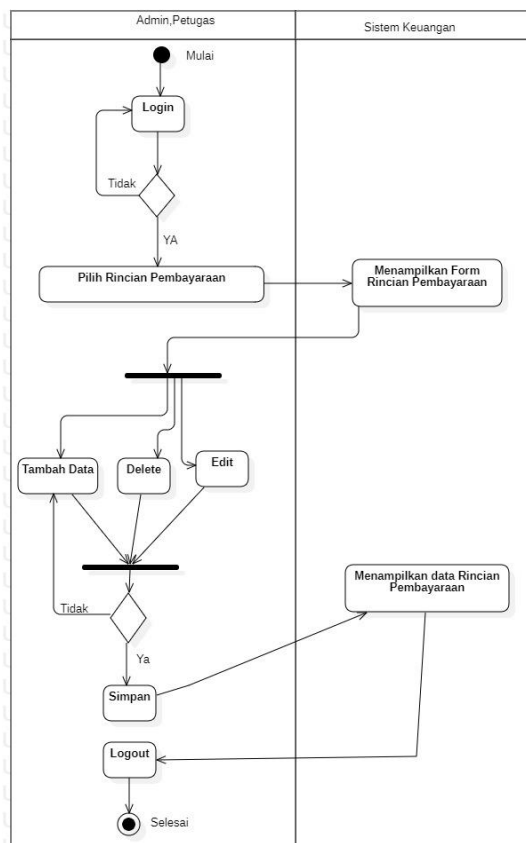 Admin,Petugas
Sistem Keuangan
Mulai
Login
Tidak
YA
Pilih Rincian Pembayaraan
Menampilkan Form
Rincian Pembayaraan
Tambah Data
Delete
Edit
Tidak
Ya
Menampilkan data Rincian
Pembayaraan
Simpan
Logout
Selesai